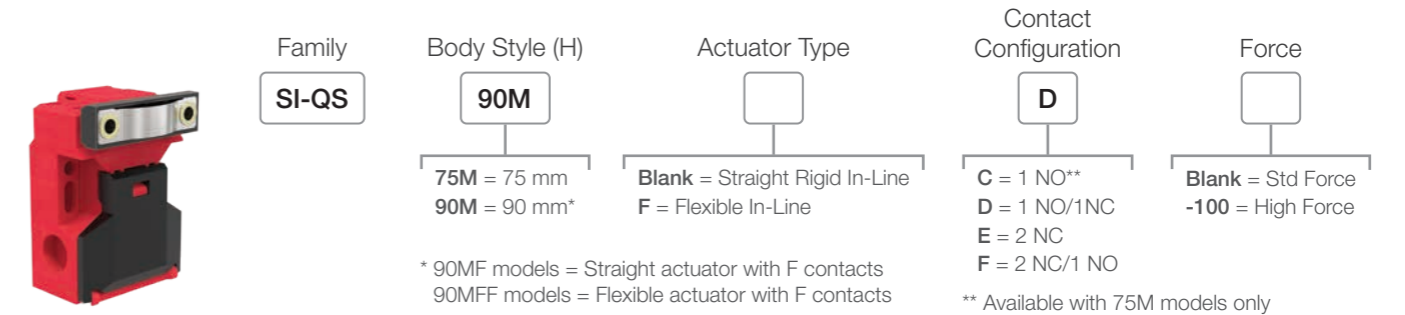 Family
SI-QS
Body Style (H)
90M
75M = 75 mm
90M = 90 mm*
* 90MF models = Straight actuator with F contacts
90MFF models = Flexible actuator with F contacts
Actuator Type
Blank = Straight Rigid In-Line
F = Flexible In-Line
Contact
Configuration
D
C = 1 NO**
D = 1 NO/1NC
E = 2 NC
F = 2 NC/1 NO
** Available with 75M models only
Force
Blank = Std Force
-100 = High Force